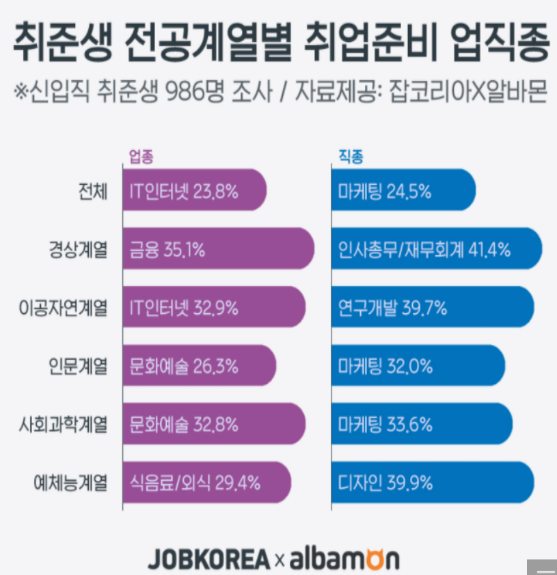 취준생 전공계열별 취업준비 업직종
※신입직 취준생 986명 조사 / 자료제공: 잡코리아X알바몬
업종 직종
전체 IT인터넷 23.8% 마케팅 24.5%
경상계열 금융 35.1% 인사총무/재무회계 41.4%
이공자연계열 IT인터넷 32.9% 연구개발 39.7%
인문계열 문화예술 26.3% 마케팅 32.0%
사회과학계열 문화예술 32.8% 마케팅 33.6%
예체능계열 식음료/외식 29.4% 디자인 39.9%
JOBKOREA x albamon